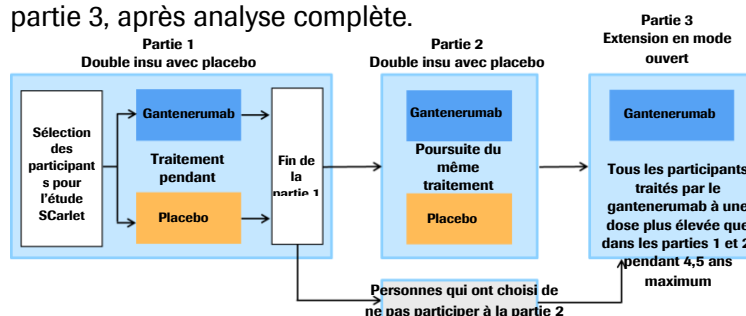 partie 3, après analyse complète.
Partie 1
Double insu avec placebo
Sélection
des
participant
s pour
l'étude
SCarlet
Gantenerumab
Traitement
pendant
Placebo
Fin de
la
partie 1
Partie 2
Double insu avec placebo
Gantenerumab
Poursuite du
même
traitement
Placebo
Partie 3
Extension en mode
ouvert
Gantenerumab
Tous les participants
traités par le
gantenerumab à une
dose plus élevée que
dans les parties 1 et 2
pendant 4,5 ans
maximum
Personnes qui ont choisi de
ne pas participer à la partie 2